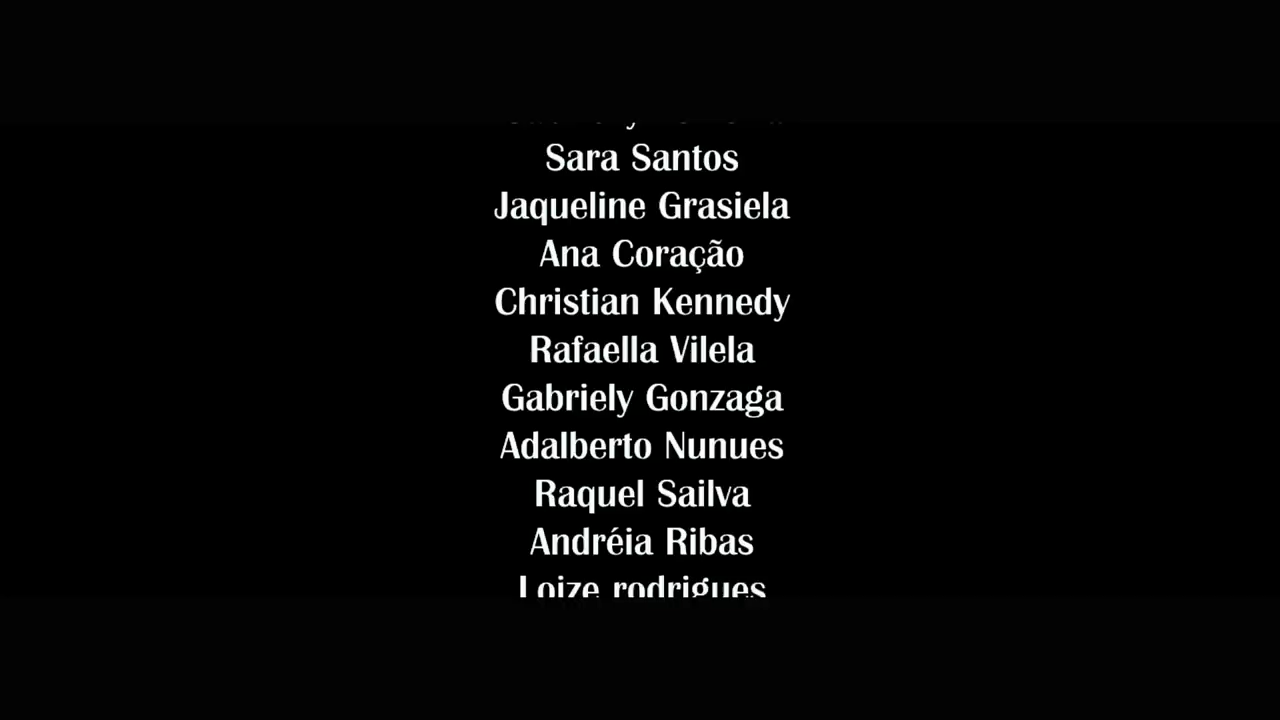 Sara Santos
Jaqueline Grasiela
Ana Coração
Christian Kennedy
Rafaella Vilela
Gabriely Gonzaga
Adalberto Nunues
Raquel Sailva
Andréia Ribas
Loize rodrigues